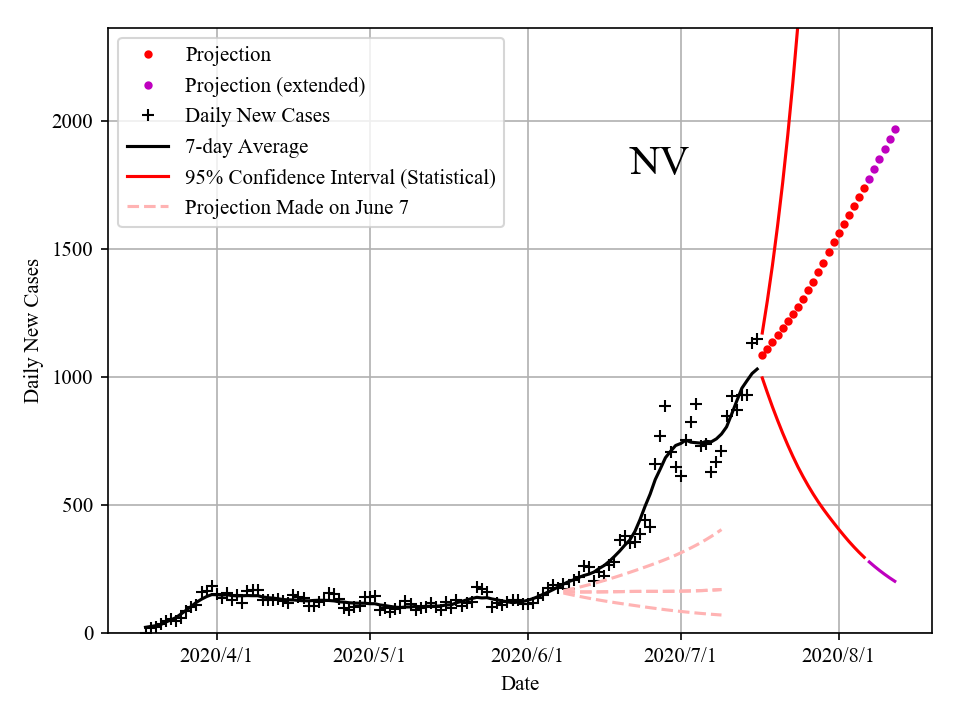 Projection
Projection (extended)
Daily New Cases
7-day Average
95% Confidence Interval (Statistical)
Projection Made on June 7
NV
2000
1500
1000
500
0
Daily New Cases
2020/4/1
2020/5/1
2020/6/1
2020/7/1
2020/8/1
Date